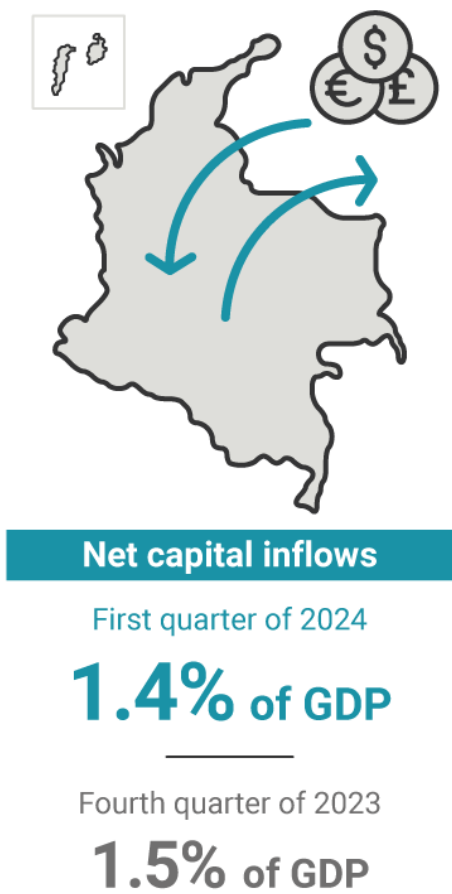 $
€ £
Net capital inflows
First quarter of 2024
1.4% of GDP
Fourth quarter of 2023
1.5% of GDP